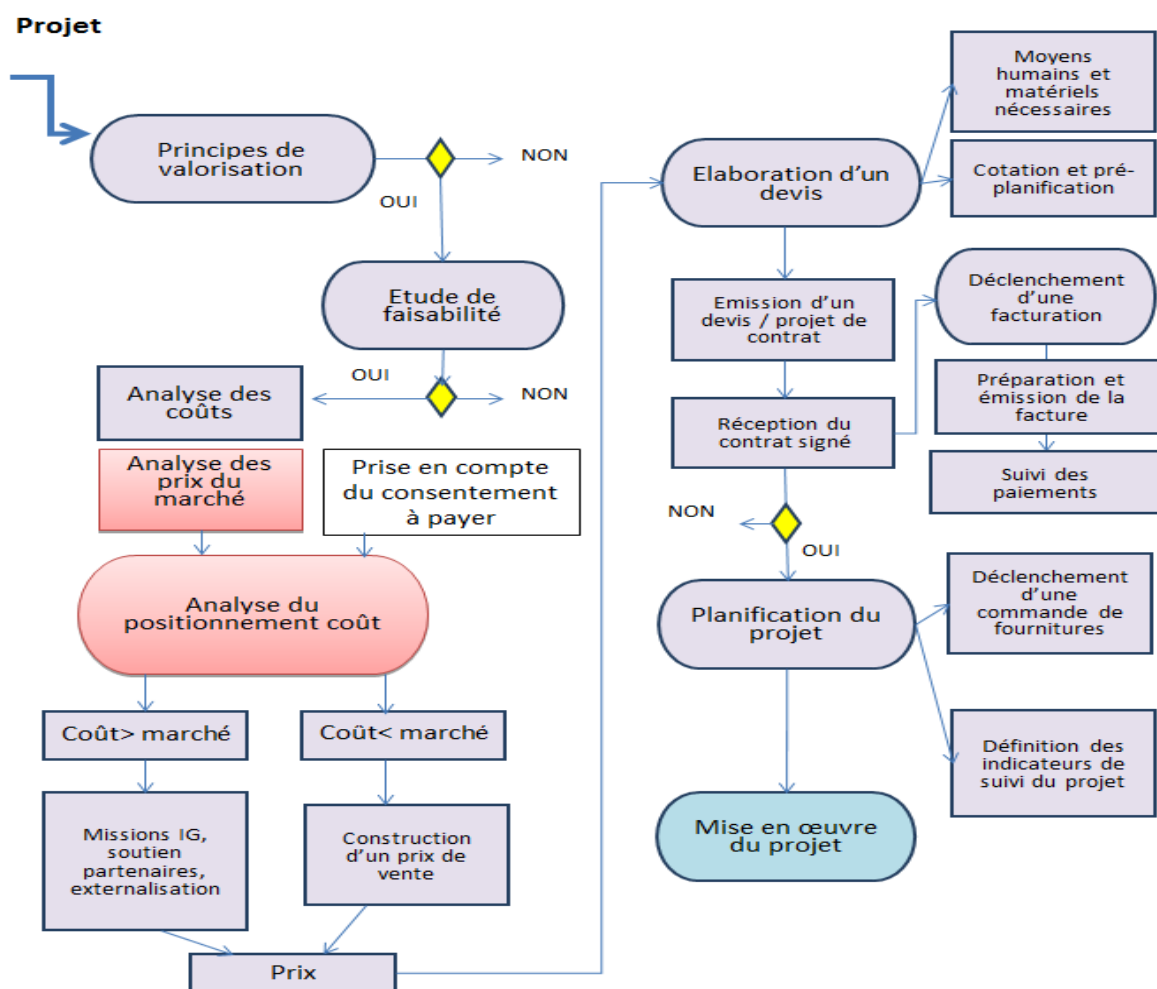 Projet
Principes de
valorisation
NON
OUI
Etude de
faisabilité
OUI
NON
Analyse des
coûts
Analyse des
prix du
marché
Prise en compte
du consentement
à payer
Analyse du
positionnement coût
Coût> marché
Coût< marché
Missions IG,
soutien
partenaires,
externalisation
Construction
d'un prix de
vente
Prix
Elaboration d'un
devis
Moyens
humains et
matériels
nécessaires
Cotation et pré-
planification
Emission d'un
devis / projet de
contrat
Déclenchement
d'une
facturation
Réception du
contrat signé
Préparation et
émission de la
facture
Suivi des
paiements
NON
OUI
Planification du
projet
Déclenchement
d'une
commande de
fournitures
Définition des
indicateurs de
suivi du projet
Mise en œuvre
du projet